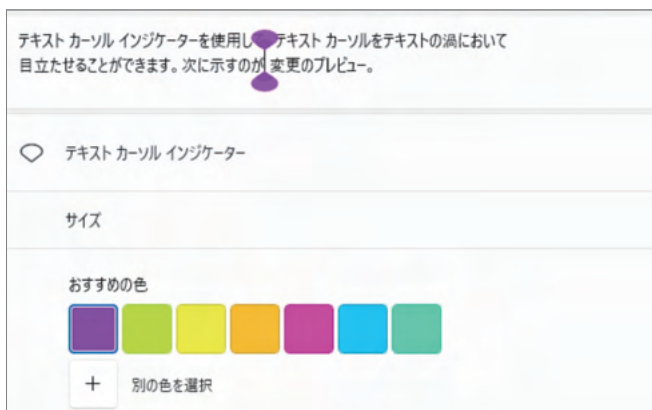 テキスト カーソル インジケーターを使用し テキスト カーソルをテキストの渦において
目立たせることができます。次に示すのが 変更のプレビュー。
テキスト カーソル インジケーター
サイズ
おすすめの色
+ 別の色を選択